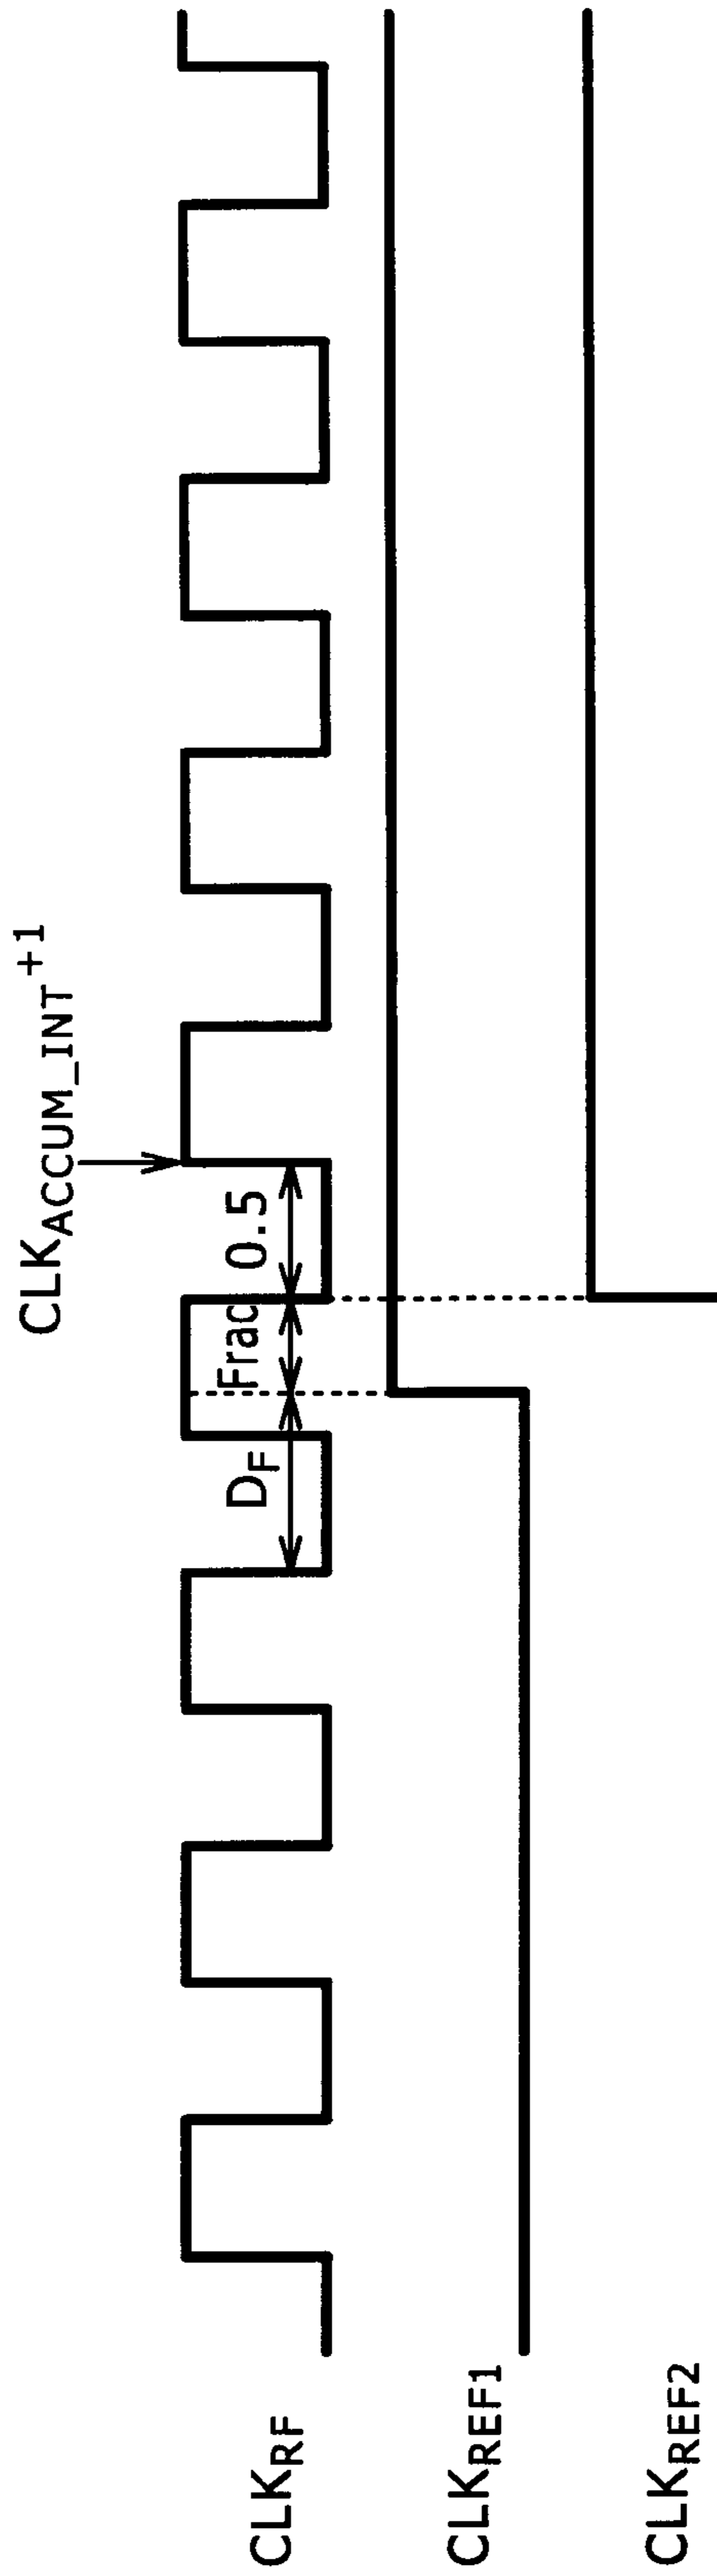 CLK_ACCUM_INT+1
D_F Frac 0.5
CLK_RF
CLK_REF1
CLK_REF2